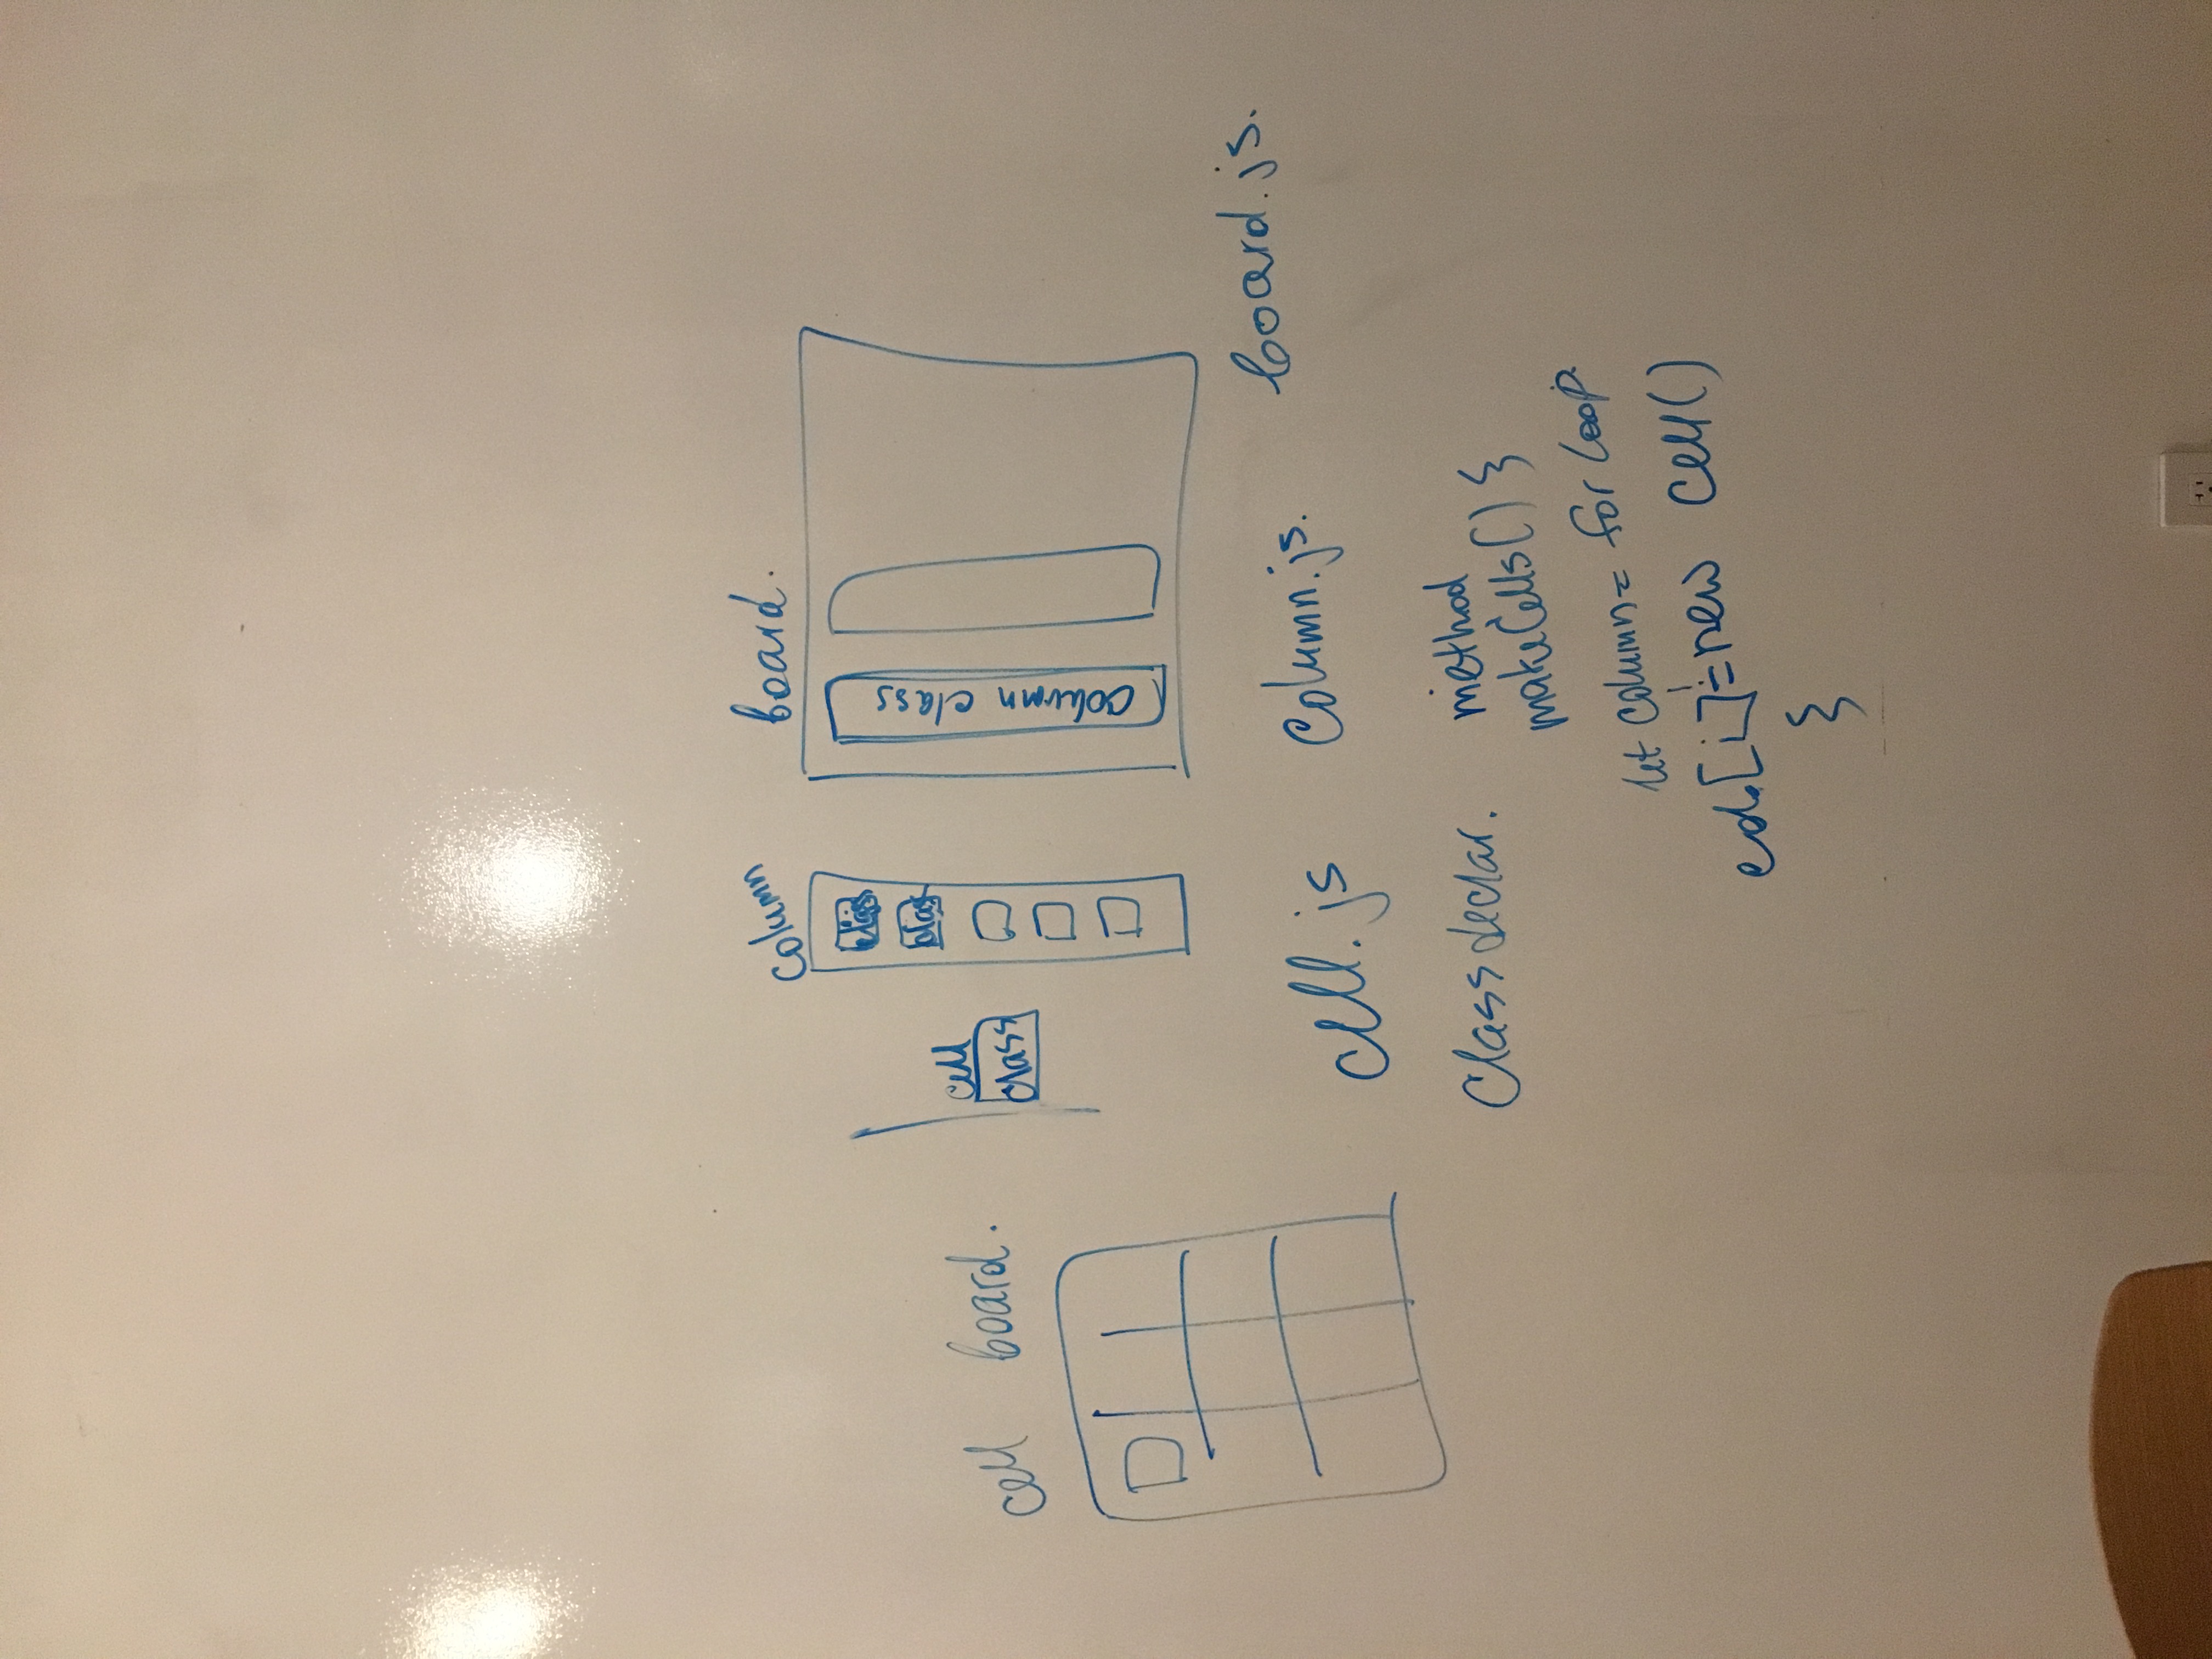 cell board.
cell
class
column
class
class
board.
column class
cell.js
Column.js.
board.js.
Class declar.
method
makeCells() {
let column = for loop.
col[i] = new Cell()
}